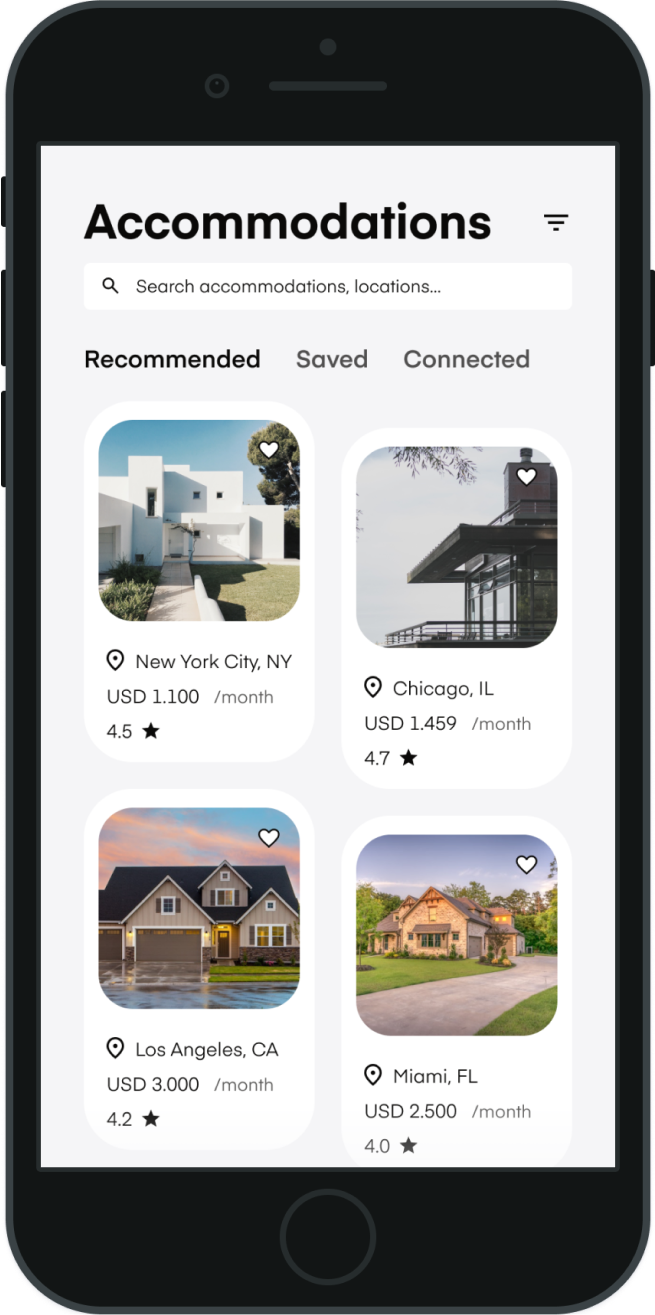 Accommodations
Search accommodations, locations...
Recommended Saved Connected
New York City, NY
USD 1.100 /month
4.5
Chicago, IL
USD 1.459 /month
4.7
Los Angeles, CA
USD 3.000 /month
4.2
Miami, FL
USD 2.500 /month
4.0